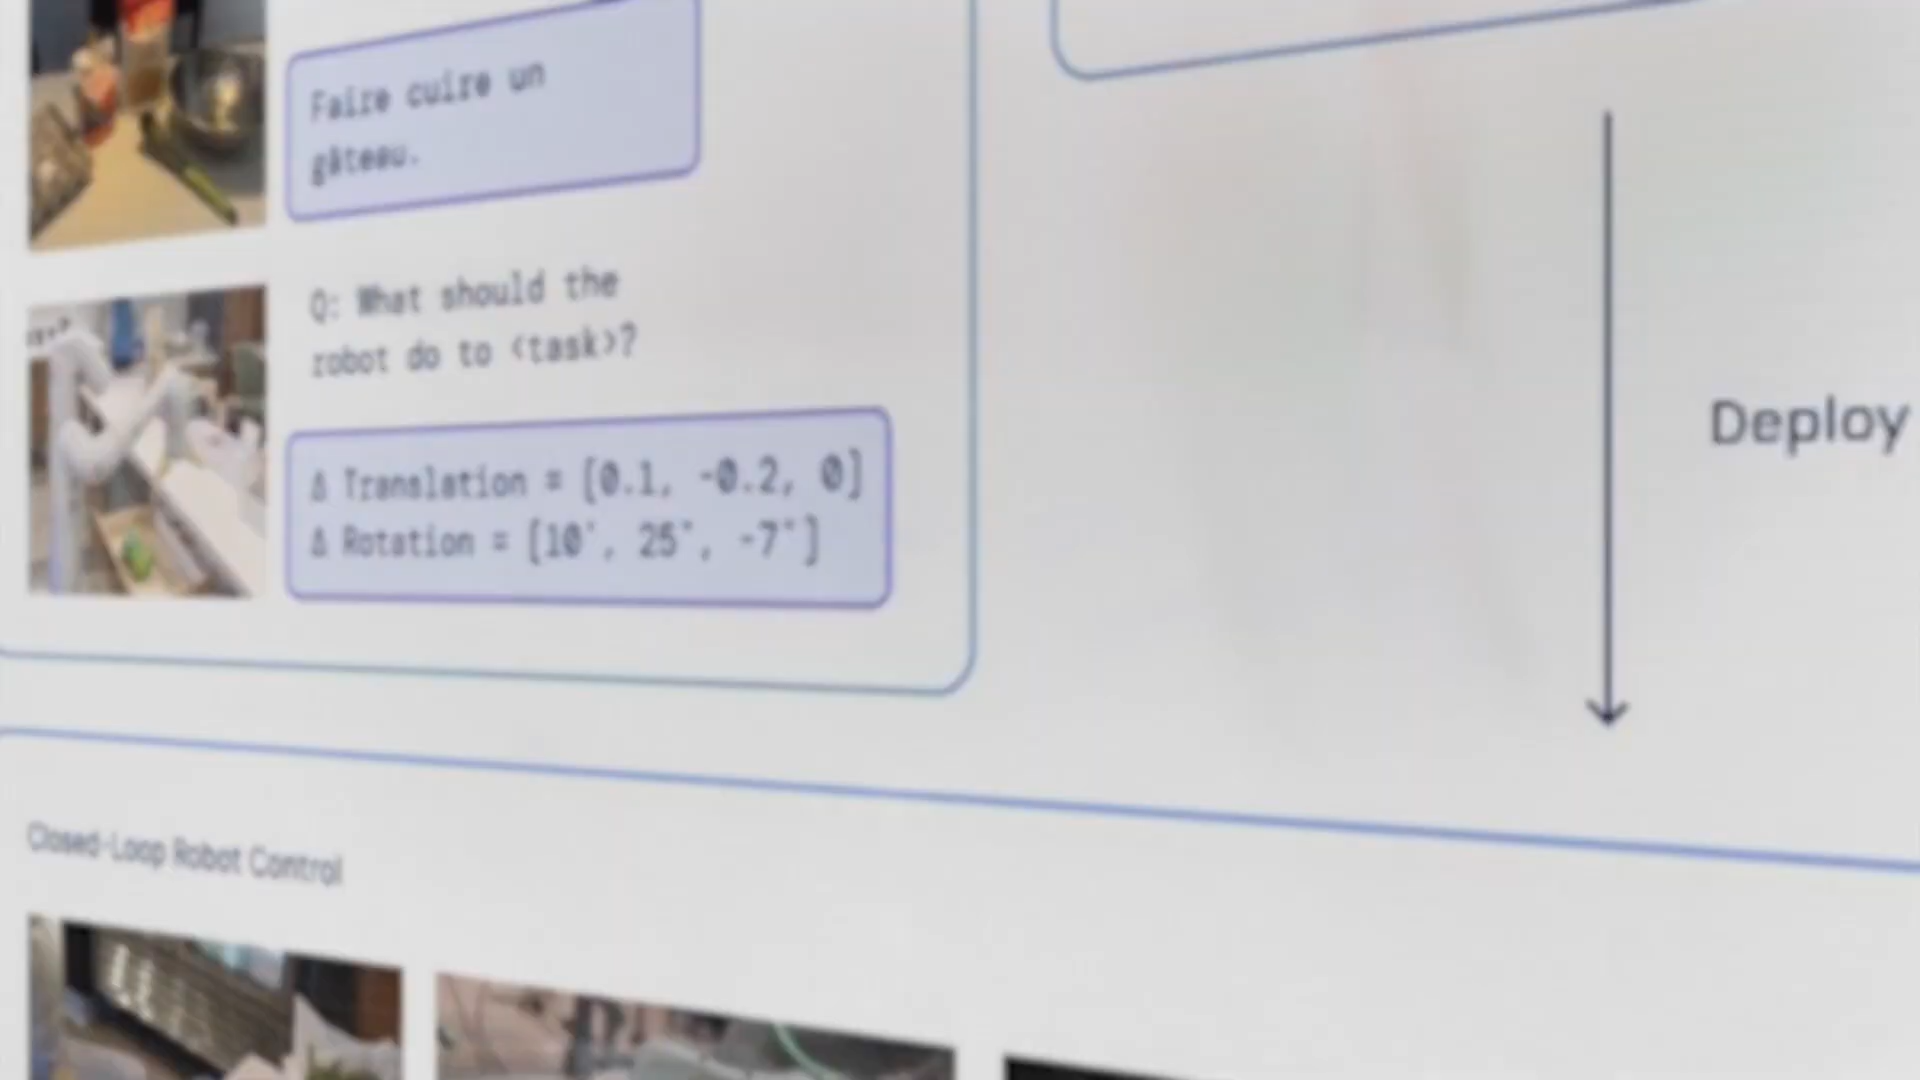 Faire cuire un
gâteau.
Q: What should the
robot do to <task>?
Δ Translation = [0.1, -0.2, 0]
Δ Rotation = [10°, 25°, -7°]
Deploy
Closed-Loop Robot Control